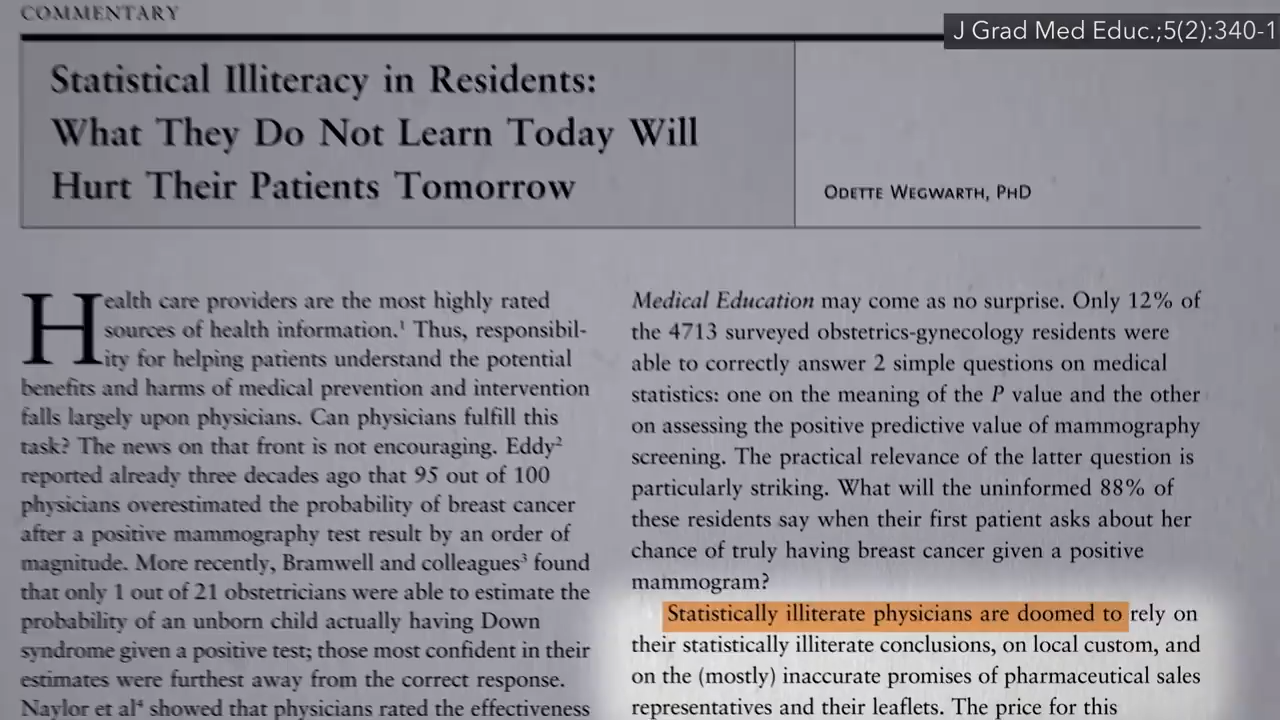 COMMENTARY
J Grad Med Educ.;5(2):340-1
Statistical Illiteracy in Residents:
What They Do Not Learn Today Will
Hurt Their Patients Tomorrow
ODETTE WEGWARTH, PHD
Health care providers are the most highly rated
sources of health information.¹ Thus, responsibil-
ity for helping patients understand the potential
benefits and harms of medical prevention and intervention
falls largely upon physicians. Can physicians fulfill this
task? The news on that front is not encouraging. Eddy²
reported already three decades ago that 95 out of 100
physicians overestimated the probability of breast cancer
after a positive mammography test result by an order of
magnitude. More recently, Bramwell and colleagues³ found
that only 1 out of 21 obstetricians were able to estimate the
probability of an unborn child actually having Down
syndrome given a positive test; those most confident in their
estimates were furthest away from the correct response.
Naylor et al⁴ showed that physicians rated the effectiveness
Medical Education may come as no surprise. Only 12% of
the 4713 surveyed obstetrics-gynecology residents were
able to correctly answer 2 simple questions on medical
statistics: one on the meaning of the P value and the other
on assessing the positive predictive value of mammography
screening. The practical relevance of the latter question is
particularly striking. What will the uninformed 88% of
these residents say when their first patient asks about her
chance of truly having breast cancer given a positive
mammogram?
Statistically illiterate physicians are doomed to rely on
their statistically illiterate conclusions, on local custom, and
on the (mostly) inaccurate promises of pharmaceutical sales
representatives and their leaflets. The price for this